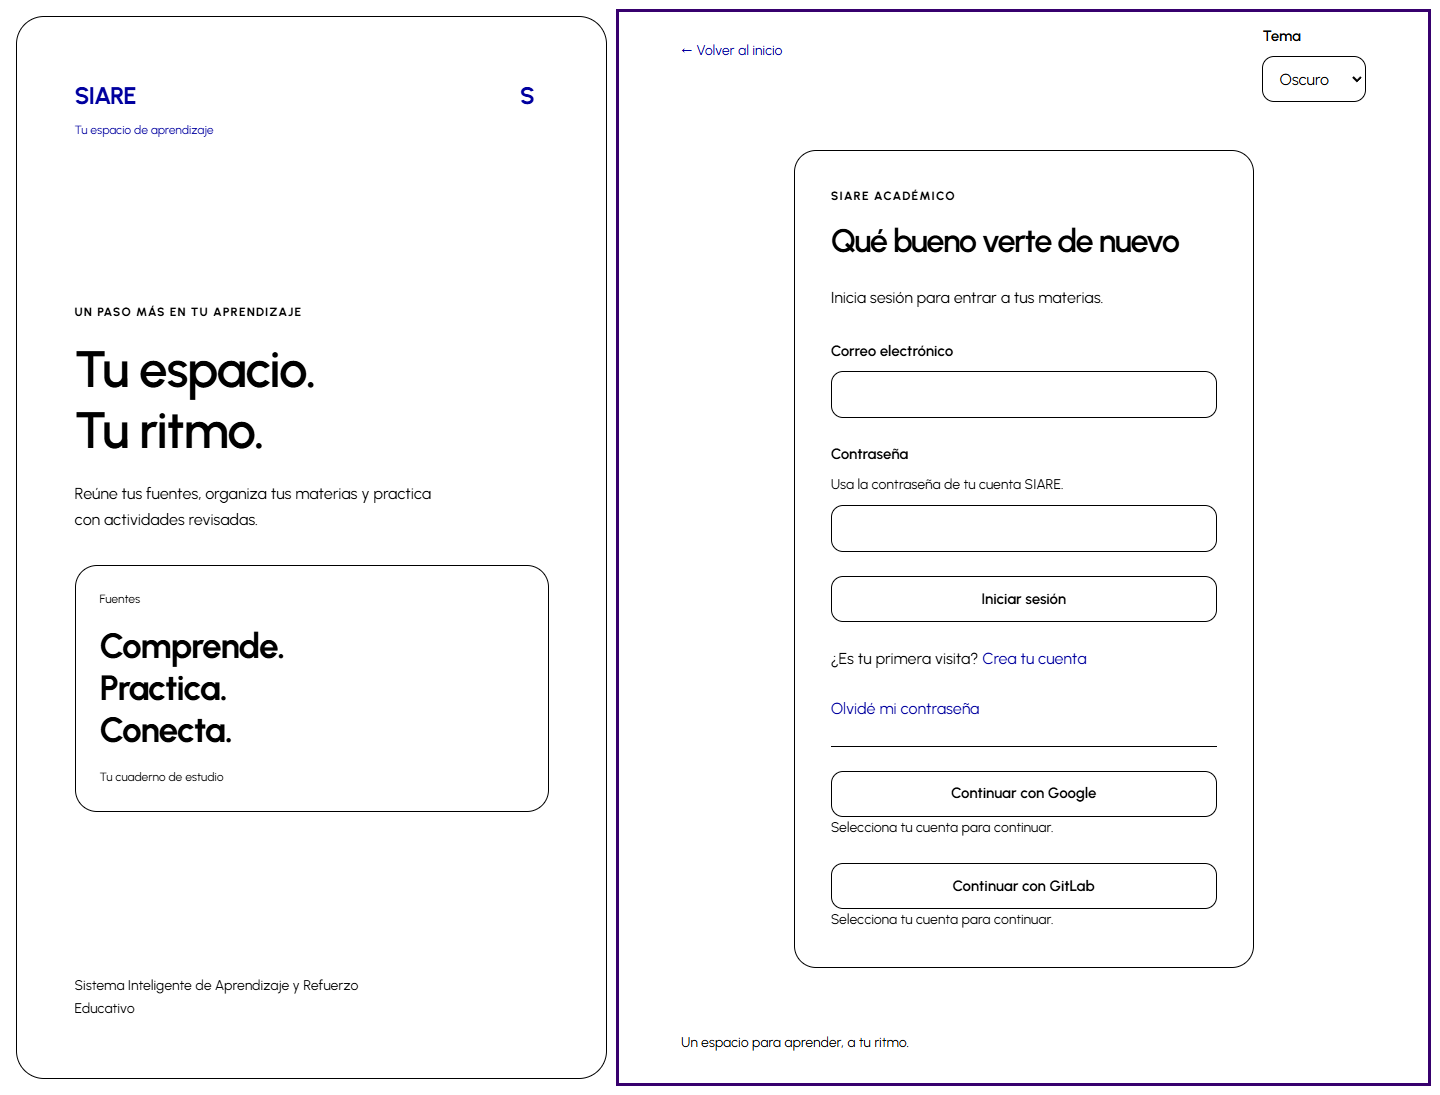 SIARE
S
Tu espacio de aprendizaje
UN PASO MÁS EN TU APRENDIZAJE
Tu espacio.
Tu ritmo.
Reúne tus fuentes, organiza tus materias y practica
con actividades revisadas.
Fuentes
Comprende.
Practica.
Conecta.
Tu cuaderno de estudio
Sistema Inteligente de Aprendizaje y Refuerzo
Educativo
← Volver al inicio
Tema
Oscuro
SIARE ACADÉMICO
Qué bueno verte de nuevo
Inicia sesión para entrar a tus materias.
Correo electrónico
Contraseña
Usa la contraseña de tu cuenta SIARE.
Iniciar sesión
¿Es tu primera visita? Crea tu cuenta
Olvidé mi contraseña
Continuar con Google
Selecciona tu cuenta para continuar.
Continuar con GitLab
Selecciona tu cuenta para continuar.
Un espacio para aprender, a tu ritmo.